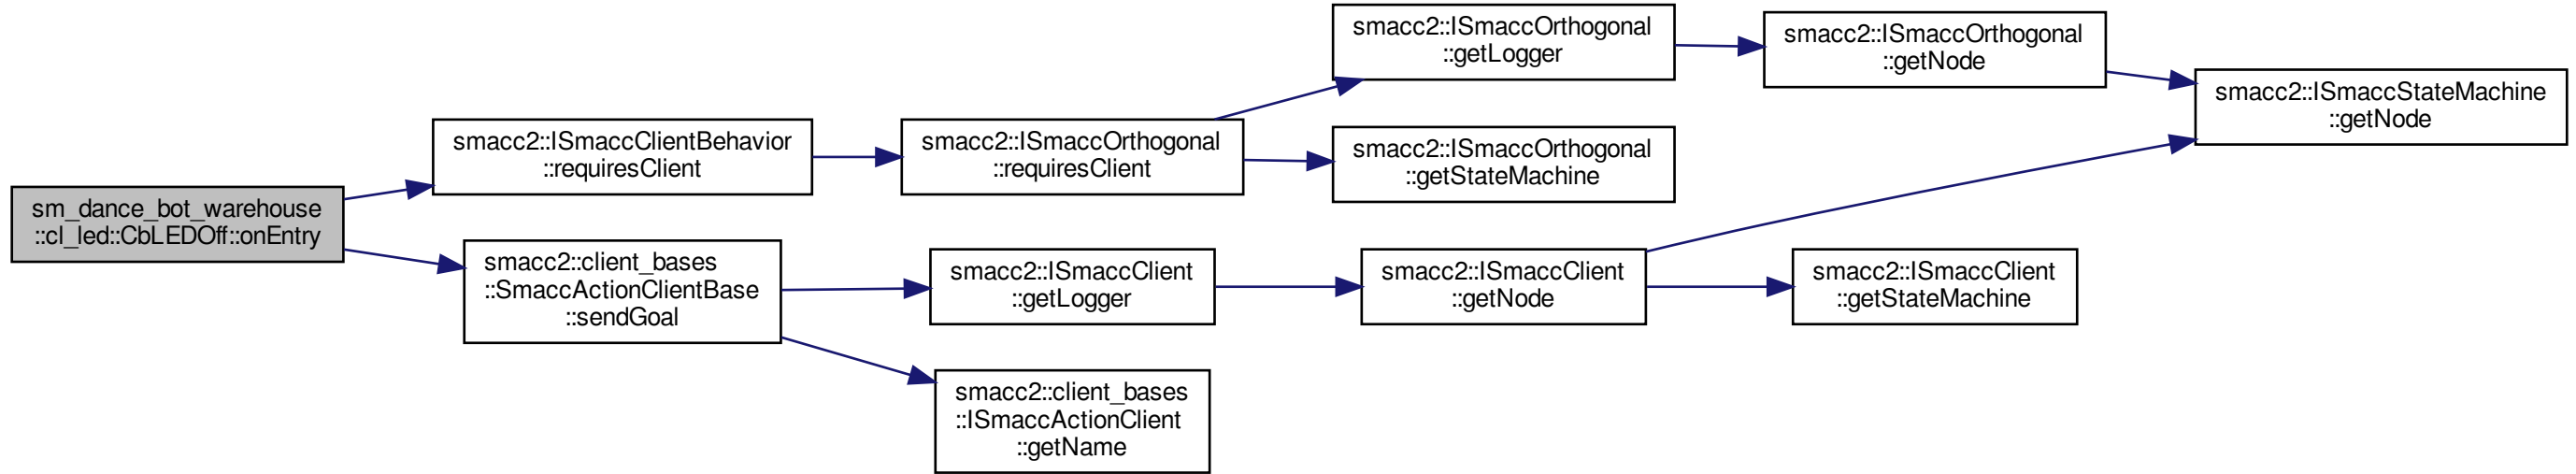 sm_dance_bot_warehouse
::cl_led::CbLEDOff::onEntry
smacc2::ISmaccClientBehavior
::requiresClient
smacc2::ISmaccOrthogonal
::requiresClient
smacc2::ISmaccOrthogonal
::getLogger
smacc2::ISmaccOrthogonal
::getNode
smacc2::ISmaccStateMachine
::getNode
smacc2::ISmaccOrthogonal
::getStateMachine
smacc2::client_bases
::SmaccActionClientBase
::sendGoal
smacc2::ISmaccClient
::getLogger
smacc2::ISmaccClient
::getNode
smacc2::ISmaccClient
::getStateMachine
smacc2::client_bases
::ISmaccActionClient
::getName